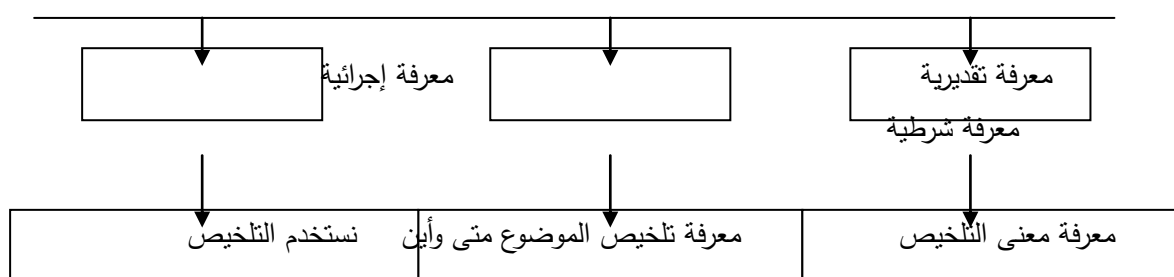 معرفة تقديرية معرفة إجرائية
معرفة شرطية
معرفة معنى التلخيص معرفة تلخيص الموضوع متى وأين نستخدم التلخيص